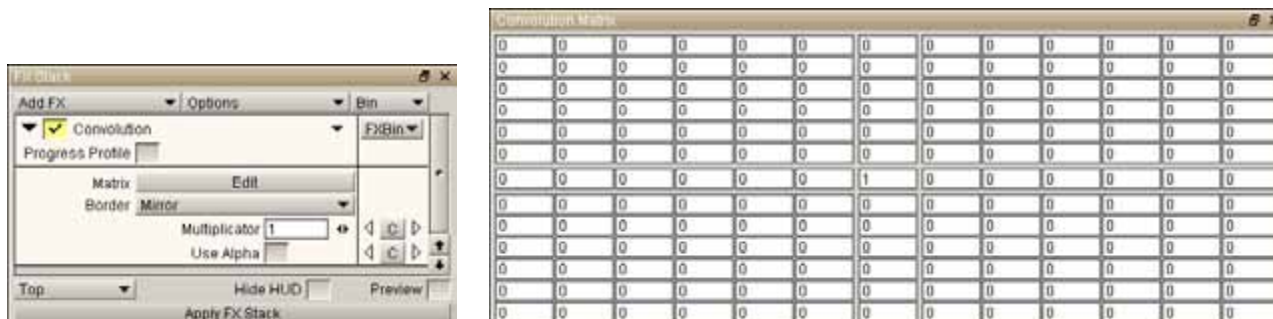 FX Stack
Add FX Options Bin
Convolution FXBin
Progress Profile
Matrix Edit
Border Mirror
Multiplicator 1 C
Use Alpha C
Top Hide HUD Preview
Apply FX Stack
Convolution Matrix
0 0 0 0 0 0 0 0 0 0 0 0 0
0 0 0 0 0 0 0 0 0 0 0 0 0
0 0 0 0 0 0 0 0 0 0 0 0 0
0 0 0 0 0 0 0 0 0 0 0 0 0
0 0 0 0 0 0 0 0 0 0 0 0 0
0 0 0 0 0 0 0 0 0 0 0 0 0
0 0 0 0 0 0 1 0 0 0 0 0 0
0 0 0 0 0 0 0 0 0 0 0 0 0
0 0 0 0 0 0 0 0 0 0 0 0 0
0 0 0 0 0 0 0 0 0 0 0 0 0
0 0 0 0 0 0 0 0 0 0 0 0 0
0 0 0 0 0 0 0 0 0 0 0 0 0
0 0 0 0 0 0 0 0 0 0 0 0 0